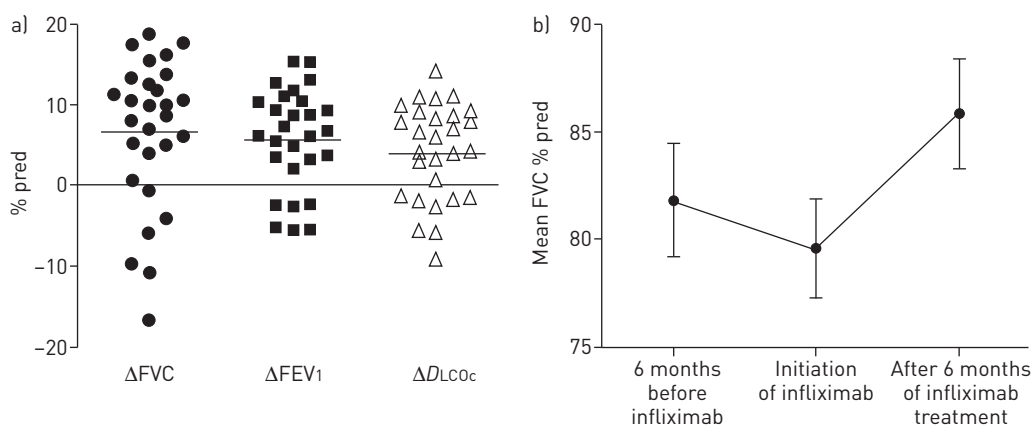 a)
20
10
0
–10
–20
% pred
ΔFVC
ΔFEV1
ΔDLCOc
b)
90
85
80
75
Mean FVC % pred
6 months
before
infliximab
Initiation
of infliximab
After 6 months
of infliximab
treatment